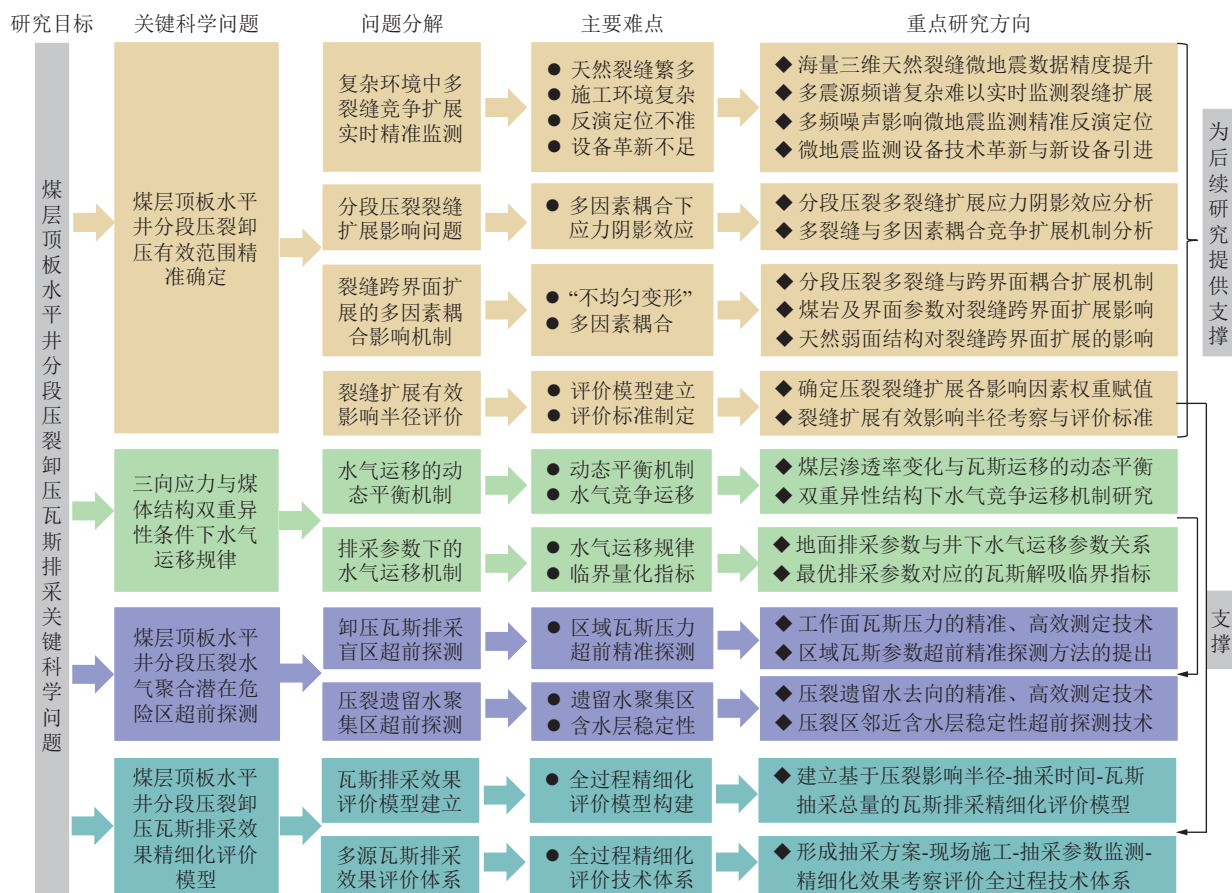 研究目标
关键科学问题
问题分解
主要难点
重点研究方向
煤层顶板水平井分段压裂卸压瓦斯排采关键科学问题
煤层顶板水平
井分段压裂卸
压有效范围精
准确定
复杂环境中多
裂缝竞争扩展
实时精准监测
● 天然裂缝繁多
● 施工环境复杂
● 反演定位不准
● 设备革新不足
◆ 海量三维天然裂缝微地震数据精度提升
◆ 多震源频谱复杂难以实时监测裂缝扩展
◆ 多频噪声影响微地震监测精准反演定位
◆ 微地震监测设备技术革新与新设备引进
分段压裂裂缝
扩展影响问题
● 多因素耦合下
应力阴影效应
◆ 分段压裂多裂缝扩展应力阴影效应分析
◆ 多裂缝与多因素耦合竞争扩展机制分析
裂缝跨界面扩
展的多因素耦
合影响机制
● “不均匀变形”
● 多因素耦合
◆ 分段压裂多裂缝与跨界面耦合扩展机制
◆ 煤岩及界面参数对裂缝跨界面扩展影响
◆ 天然弱面结构对裂缝跨界面扩展的影响
裂缝扩展有效
影响半径评价
● 评价模型建立
● 评价标准制定
◆ 确定压裂裂缝扩展各影响因素权重赋值
◆ 裂缝扩展有效影响半径考察与评价标准
为后续研究提供支撑
三向应力与煤
体结构双重异
性条件下水气
运移规律
水气运移的动
态平衡机制
● 动态平衡机制
● 水气竞争运移
◆ 煤层渗透率变化与瓦斯运移的动态平衡
◆ 双重异性结构下水气竞争运移机制研究
排采参数下的
水气运移机制
● 水气运移规律
● 临界量化指标
◆ 地面排采参数与井下水气运移参数关系
◆ 最优排采参数对应的瓦斯解吸临界指标
煤层顶板水平
井分段压裂水
气聚合潜在危
险区超前探测
卸压瓦斯排采
盲区超前探测
● 区域瓦斯压力
超前精准探测
◆ 工作面瓦斯压力的精准、高效测定技术
◆ 区域瓦斯参数超前精准探测方法的提出
压裂遗留水聚
集区超前探测
● 遗留水聚集区
● 含水层稳定性
◆ 压裂遗留水去向的精准、高效测定技术
◆ 压裂区邻近含水层稳定性超前探测技术
支撑
煤层顶板水平
井分段压裂卸
压瓦斯排采效
果精细化评价
模型
瓦斯排采效果
评价模型建立
● 全过程精细化
评价模型构建
◆ 建立基于压裂影响半径-抽采时间-瓦斯
抽采总量的瓦斯排采精细化评价模型
多源瓦斯排采
效果评价体系
● 全过程精细化
评价技术体系
◆ 形成抽采方案-现场施工-抽采参数监测-
精细化效果考察评价全过程技术体系